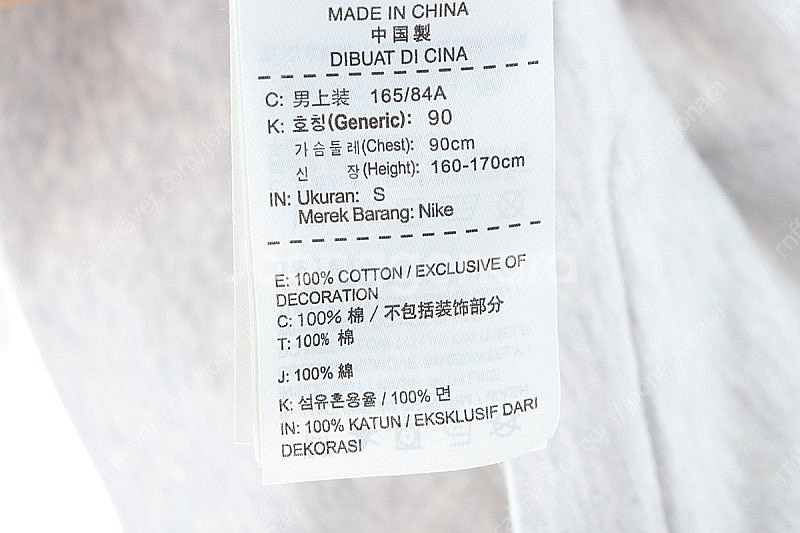 MADE IN CHINA
中国製
DIBUAT DI CINA
C: 男上装 165/84A
K: 호칭(Generic): 90
가슴둘레(Chest): 90cm
신 장(Height): 160-170cm
IN: Ukuran: S
Merek Barang: Nike
E: 100% COTTON / EXCLUSIVE OF
DECORATION
C: 100% 棉 / 不包括装饰部分
T: 100% 棉
J: 100% 綿
K: 섬유혼용율 / 100% 면
IN: 100% KATUN / EKSKLUSIF DARI
DEKORASI